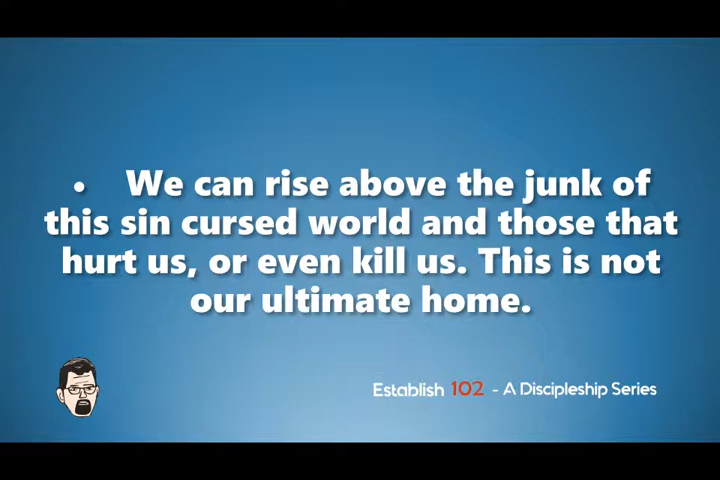 • We can rise above the junk of
this sin cursed world and those that
hurt us, or even kill us. This is not
our ultimate home.
Establish 102 - A Discipleship Series